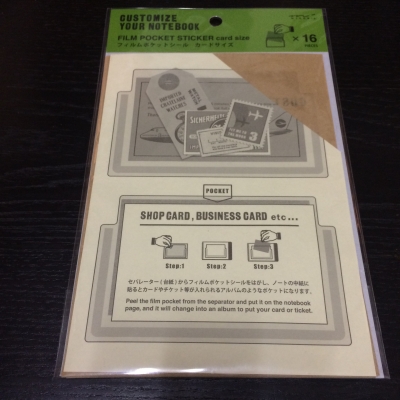 CUSTOMIZE
YOUR NOTEBOOK
FILM POCKET STICKER card size
フィルムポケットシール カードサイズ
× 16
POCKET
SHOP CARD, BUSINESS CARD etc...
Step:1 Step:2 Step:3
セパレーター(台紙)からフィルムポケットシールをはがし、ノートの中紙に
貼るとカードやチケット等が入れられるアルバムのようなポケットになります。
Peel the film pocket from the separator and put it on the notebook
page, and it will change into an album to put your card or ticket.